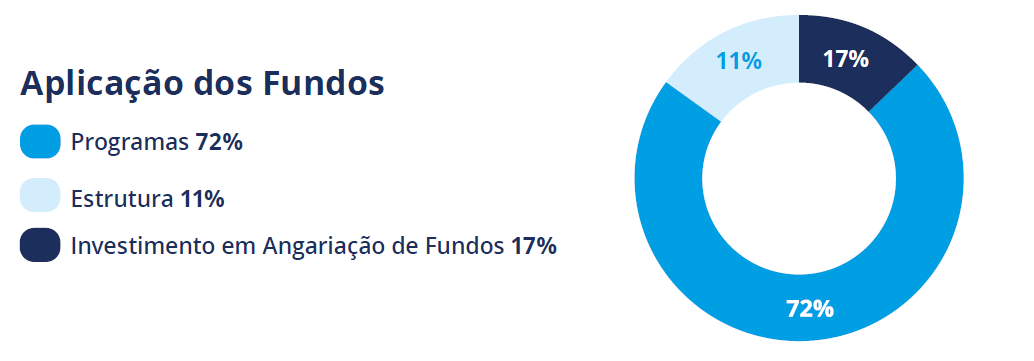 Aplicação dos Fundos
Programas 72%
Estrutura 11%
Investimento em Angariação de Fundos 17%
11%
17%
72%